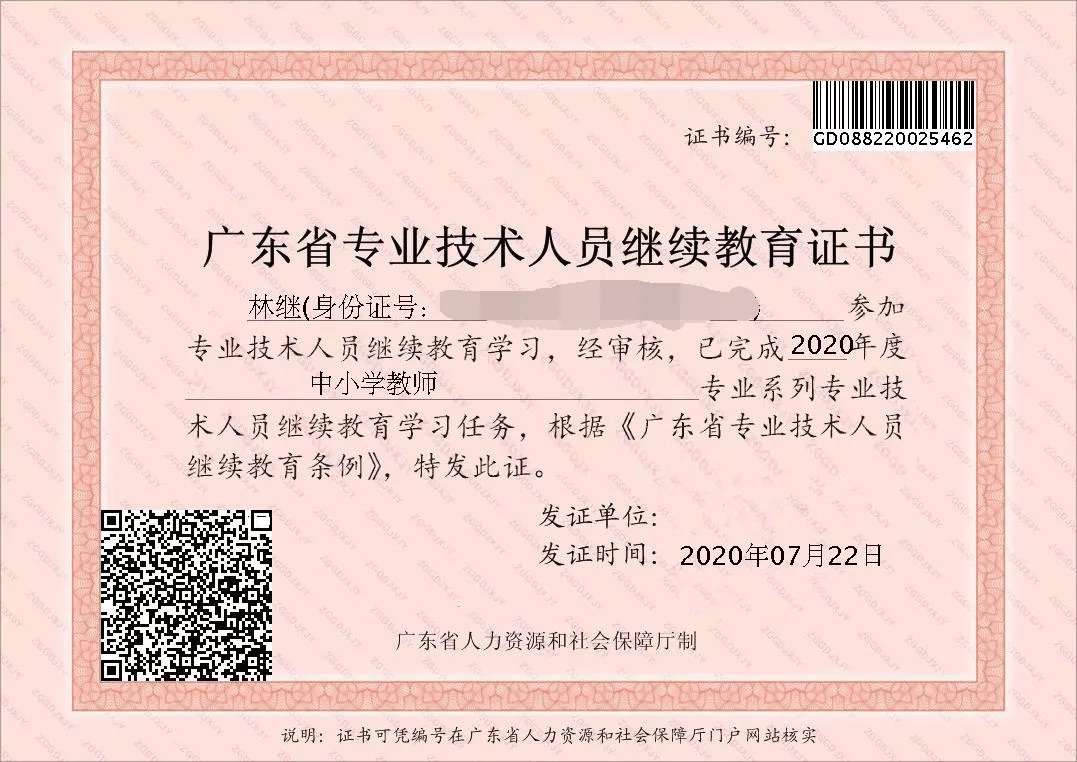 证书编号：
GD088220025462
广东省专业技术人员继续教育证书
林继(身份证号： ) 参加
专业技术人员继续教育学习，经审核，已完成2020年度
中小学教师 专业系列专业技
术人员继续教育学习任务，根据《广东省专业技术人员
继续教育条例》，特发此证。
发证单位：
发证时间：2020年07月22日
广东省人力资源和社会保障厅制
说明：证书可凭编号在广东省人力资源和社会保障厅门户网站核实